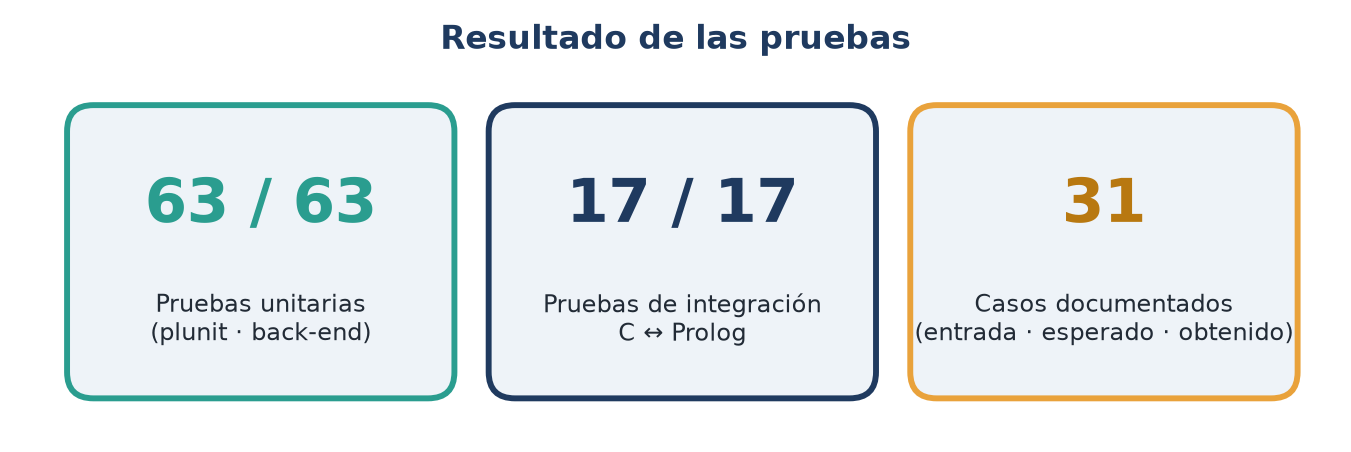 Resultado de las pruebas
63 / 63
Pruebas unitarias
(plunit · back-end)
17 / 17
Pruebas de integración
C ↔ Prolog
31
Casos documentados
(entrada · esperado · obtenido)